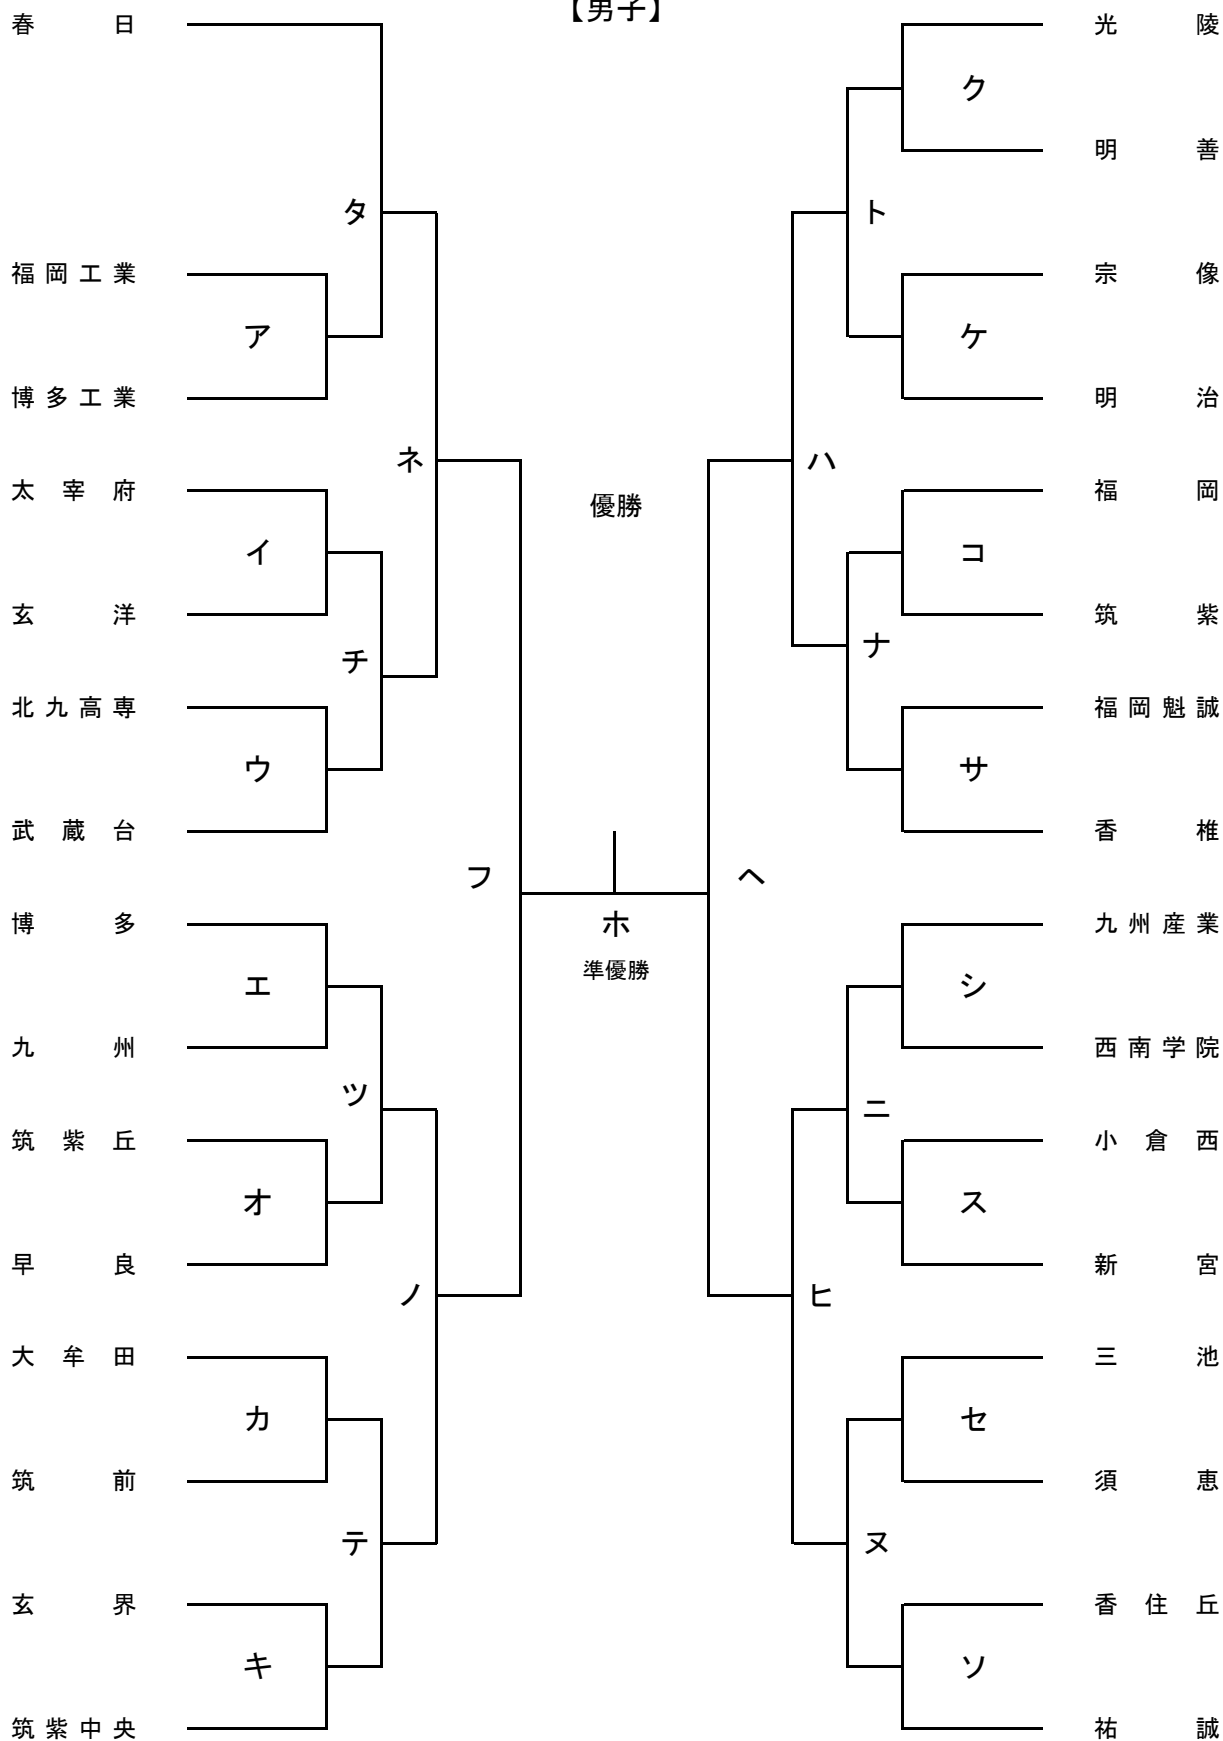 【男子】
春日
タ
福岡工業
ア
博多工業
ネ
太宰府
イ
玄洋
チ
北九高専
ウ
武蔵台
フ
博多
エ
九州
ツ
筑紫丘
オ
早良
ノ
大牟田
カ
筑前
テ
玄界
キ
筑紫中央
優勝
ホ
準優勝
光陵
ク
明善
ト
宗像
ケ
明治
ハ
福岡
コ
筑紫
ナ
福岡魁誠
サ
香椎
ヘ
九州産業
シ
西南学院
ニ
小倉西
ス
新宮
ヒ
三池
セ
須恵
ヌ
香住丘
ソ
祐誠